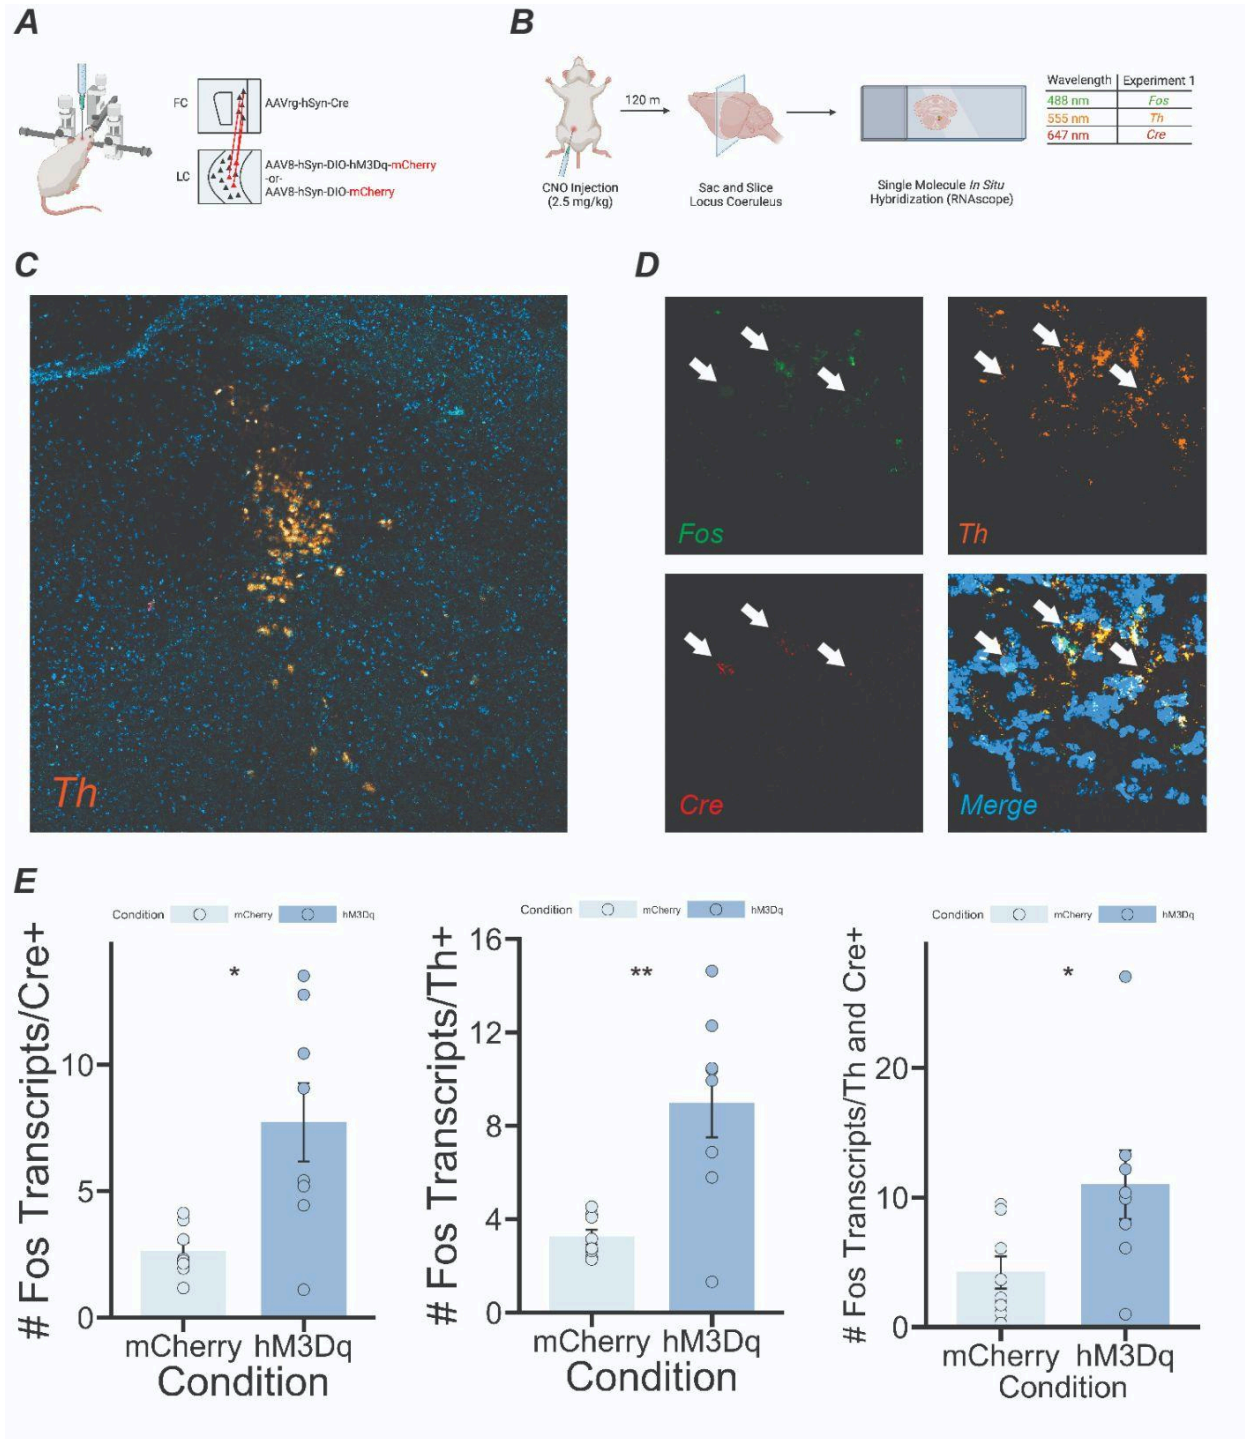 A
FC
AAVrg-hSyn-Cre
LC
AAV8-hSyn-DIO-hM3Dq-mCherry
-or-
AAV8-hSyn-DIO-mCherry
B
120 m
CNO Injection
(2.5 mg/kg)
Sac and Slice
Locus Coeruleus
Single Molecule In Situ
Hybridization (RNAscope)
Wavelength Experiment 1
488 nm Fos
555 nm Th
647 nm Cre
C
Th
D
Fos
Th
Cre
Merge
E
Condition mCherry hM3Dq
# Fos Transcripts/Cre+
*
10
5
0
mCherry hM3Dq
Condition
Condition mCherry hM3Dq
# Fos Transcripts/Th+
**
16
12
8
4
0
mCherry hM3Dq
Condition
Condition mCherry hM3Dq
# Fos Transcripts/Th and Cre+
*
20
10
0
mCherry hM3Dq
Condition